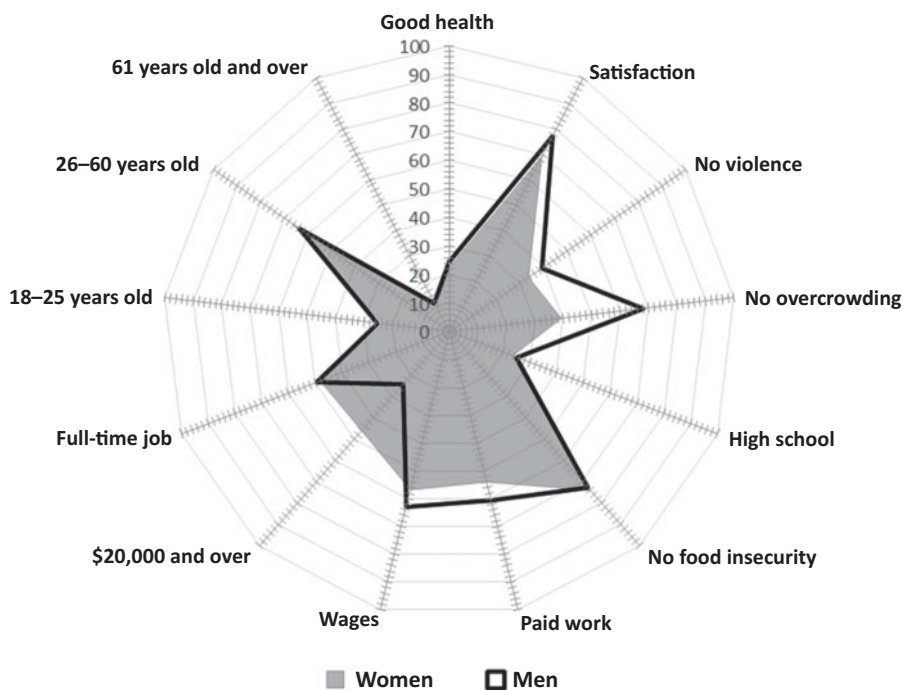 Good health
100
90
80
70
60
50
40
30
20
10
0
Satisfaction
No violence
No overcrowding
High school
No food insecurity
Paid work
Wages
$20,000 and over
Full-time job
18–25 years old
26–60 years old
61 years old and over
Women
Men